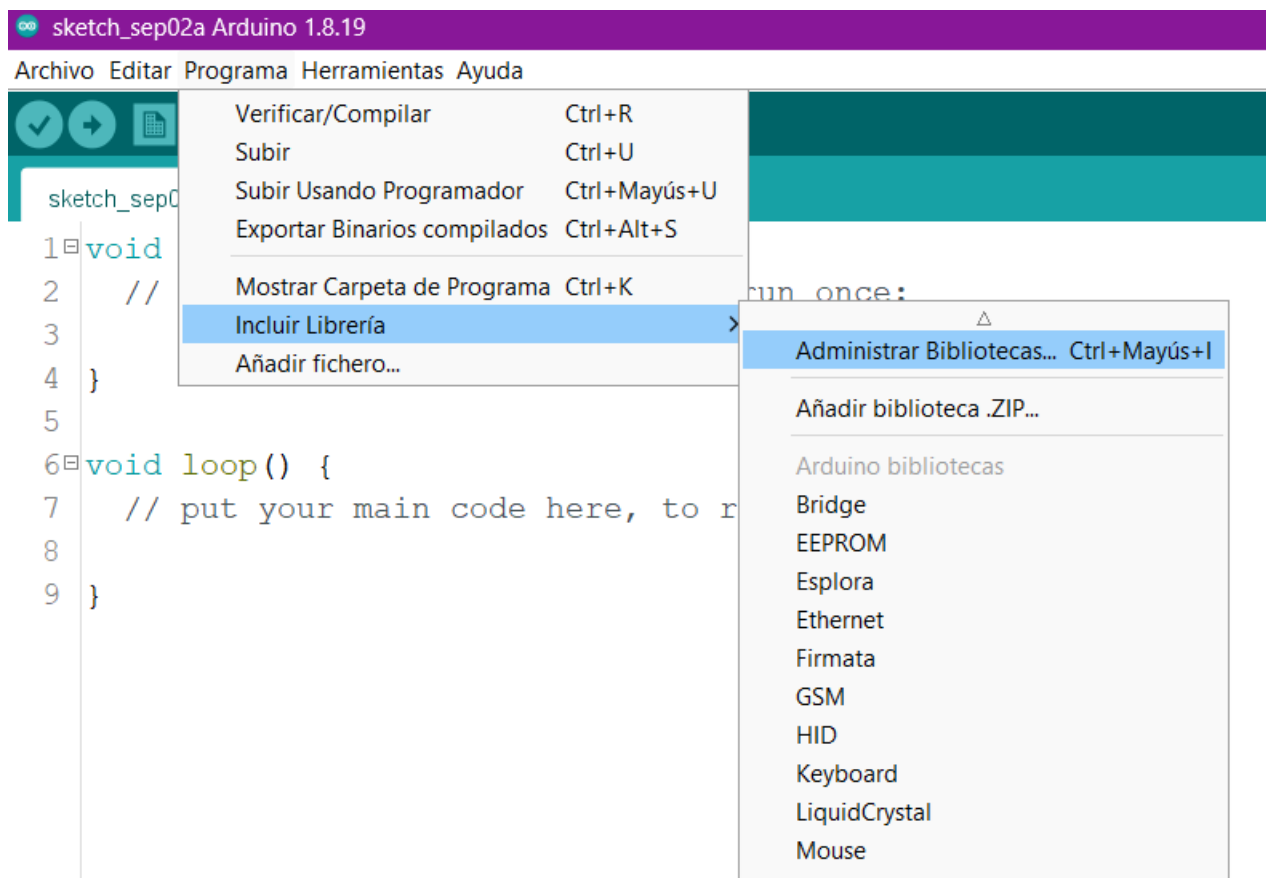 sketch_sep02a Arduino 1.8.19
Archivo Editar Programa Herramientas Ayuda
Verificar/Compilar Ctrl+R
Subir Ctrl+U
Subir Usando Programador Ctrl+Mayús+U
Exportar Binarios compilados Ctrl+Alt+S
Mostrar Carpeta de Programa Ctrl+K
Incluir Librería
Añadir fichero...
Administrar Bibliotecas... Ctrl+Mayús+I
Añadir biblioteca .ZIP...
Arduino bibliotecas
Bridge
EEPROM
Esplora
Ethernet
Firmata
GSM
HID
Keyboard
LiquidCrystal
Mouse
sketch_sep0
1 void
2 // run once:
3
4 }
5
6 void loop() {
7 // put your main code here, to r
8
9 }